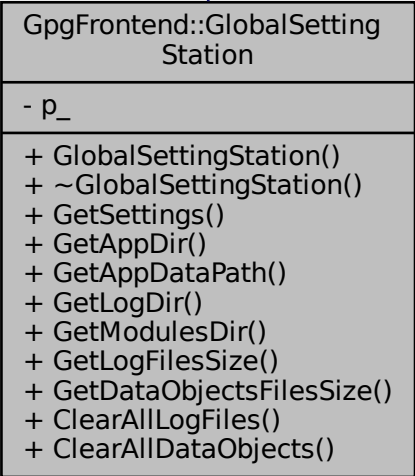 GpgFrontend::GlobalSetting
Station
- p_
+ GlobalSettingStation()
+ ~GlobalSettingStation()
+ GetSettings()
+ GetAppDir()
+ GetAppDataPath()
+ GetLogDir()
+ GetModulesDir()
+ GetLogFilesSize()
+ GetDataObjectsFilesSize()
+ ClearAllLogFiles()
+ ClearAllDataObjects()